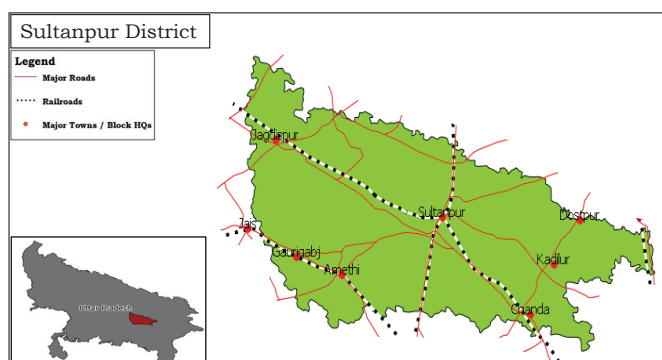 Sultanpur District
Legend
Major Roads
Railroads
Major Towns / Block HQs
Jagdispur
Sultanpur
Dostpur
Jais
Gaurigabj
Kadilur
Amethi
Chanda
Uttar Pradesh